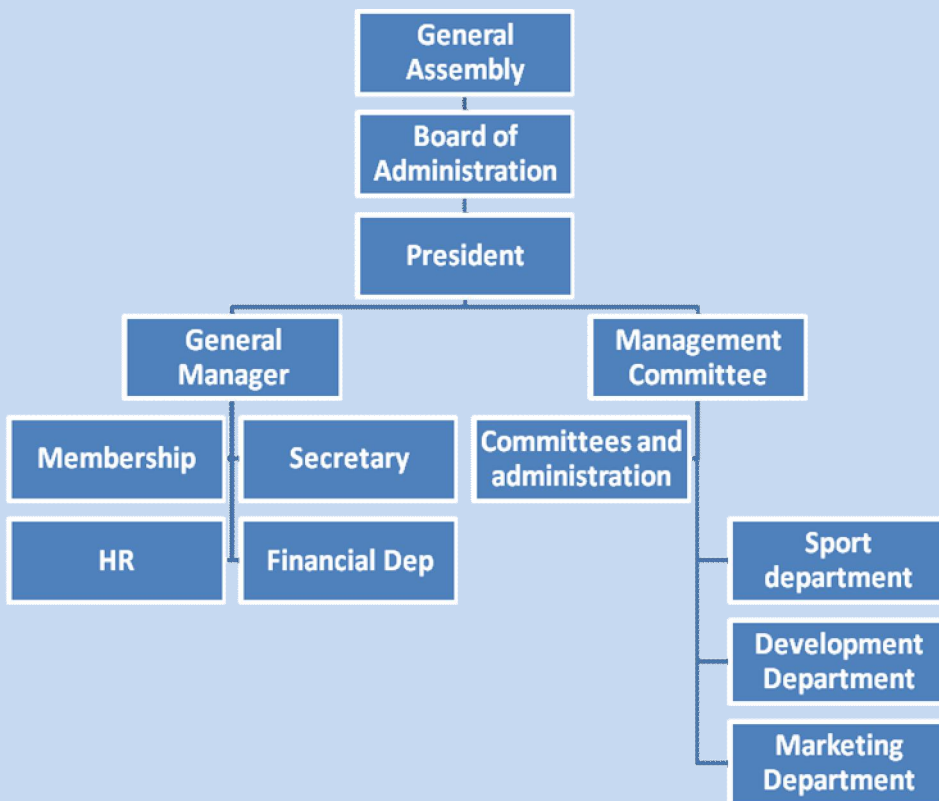 General
Assembly
Board of
Administration
President
General
Manager
Management
Committee
Membership
Secretary
Committees and
administration
HR
Financial Dep
Sport
department
Development
Department
Marketing
Department